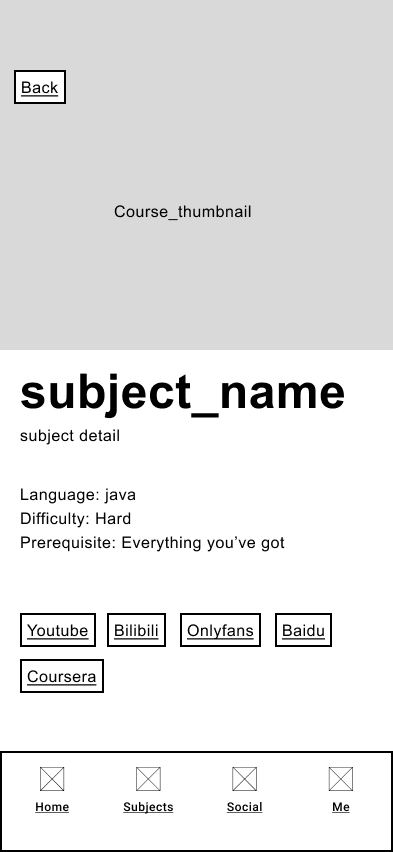 Back
Course_thumbnail
subject_name
subject detail
Language: java
Difficulty: Hard
Prerequisite: Everything you’ve got
Youtube Bilibili Onlyfans Baidu
Coursera
Home Subjects Social Me